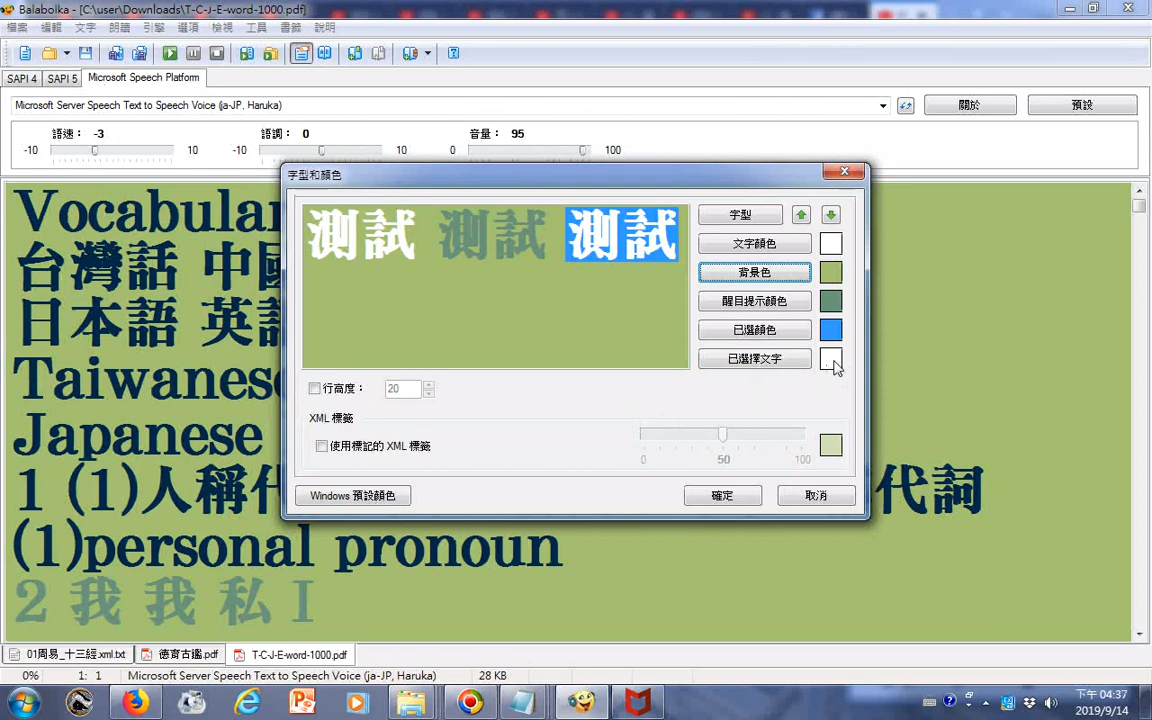 Balabolka - [C:\user\Downloads\T-C-J-E-word-1000.pdf]
檔案 編輯 文字 朗讀 引擎 選項 檢視 工具 書籤 說明
SAPI 4 SAPI 5 Microsoft Speech Platform
Microsoft Server Speech Text to Speech Voice (ja-JP, Haruka) 關於 預設
語速： -3 語調： 0 音量： 95
-10 10 -10 10 0 100
字型和顏色
測試 測試 測試
字型
文字顏色
背景色
醒目提示顏色
已選顏色
已選擇文字
行高度： 20
XML 標籤
使用標記的 XML 標籤
0 50 100
Windows 預設顏色 確定 取消
Vocabular
台灣話 中國
日本語 英語
Taiwanese
Japanese
1 (1)人稱代 代詞
(1)personal pronoun
2 我 我 私 I
01周易_十三經.xml.txt 德育古鑑.pdf T-C-J-E-word-1000.pdf
0% 1: 1 Microsoft Server Speech Text to Speech Voice (ja-JP, Haruka) 28 KB
下午 04:37
2019/9/14